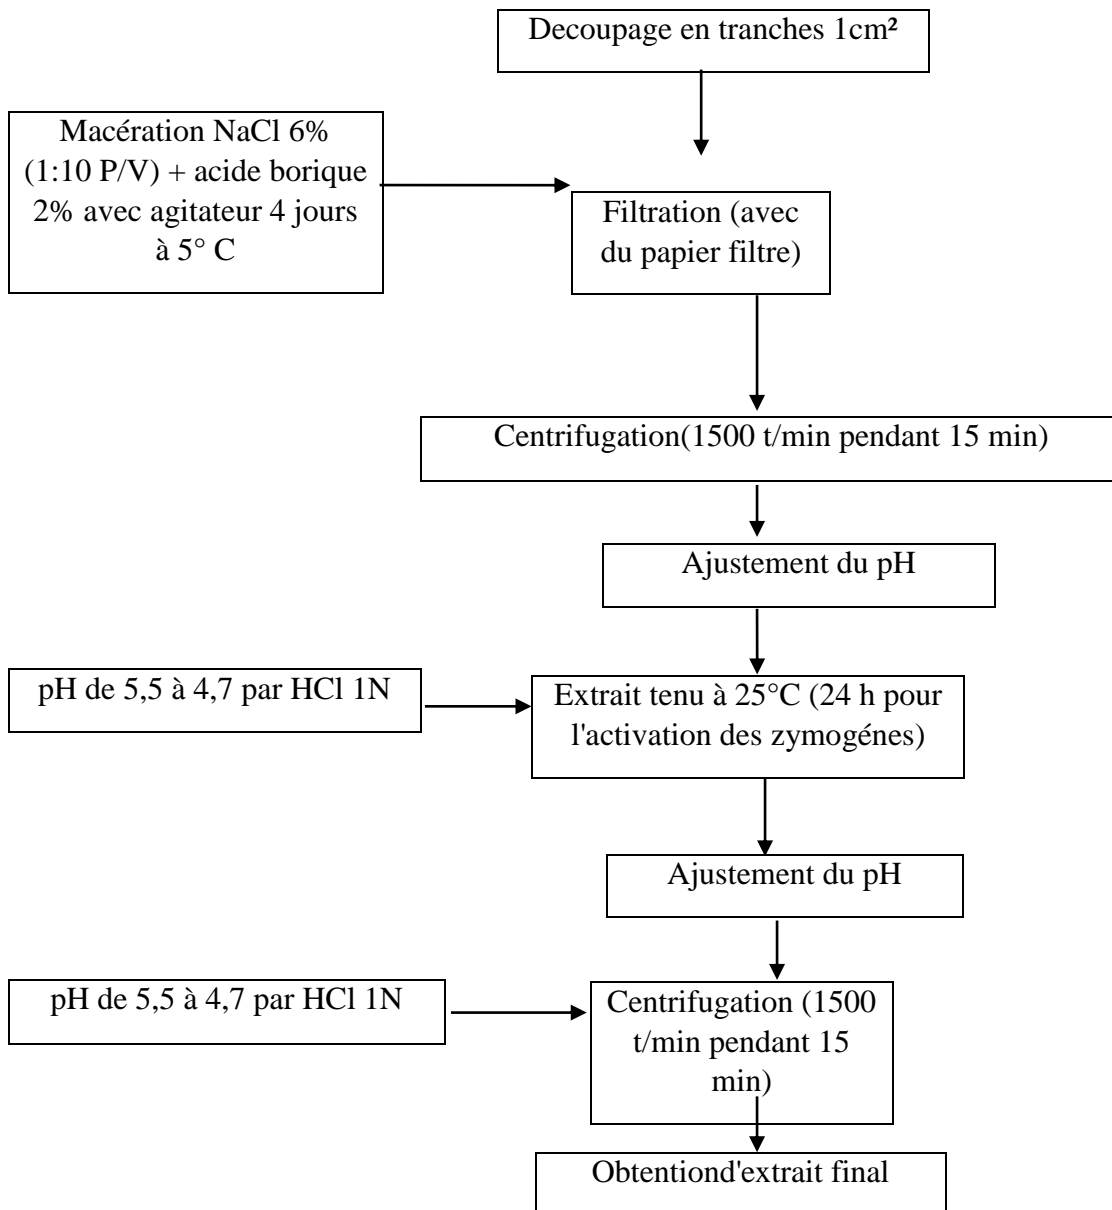 Decoupage en tranches 1cm²
Macération NaCl 6%
(1:10 P/V) + acide borique
2% avec agitateur 4 jours
à 5° C
Filtration (avec
du papier filtre)
Centrifugation(1500 t/min pendant 15 min)
Ajustement du pH
pH de 5,5 à 4,7 par HCl 1N
Extrait tenu à 25°C (24 h pour
l'activation des zymogénes)
Ajustement du pH
pH de 5,5 à 4,7 par HCl 1N
Centrifugation (1500
t/min pendant 15
min)
Obtentiond'extrait final